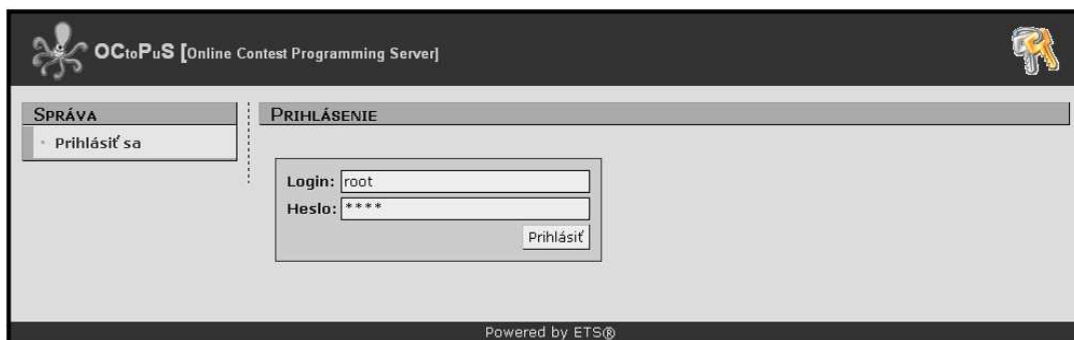 OCtoPuS [Online Contest Programming Server]
SPRÁVA
Prihlásiť sa
PRIHLÁSENIE
Login: root
Heslo: ****
Prihlásiť
Powered by ETS®